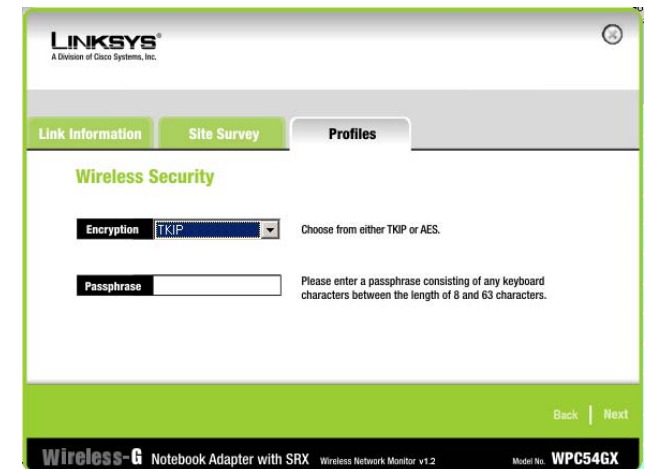 LINKSYS®
A Division of Cisco Systems, Inc.
Link Information Site Survey Profiles
Wireless Security
Encryption TKIP Choose from either TKIP or AES.
Passphrase Please enter a passphrase consisting of any keyboard
characters between the length of 8 and 63 characters.
Back Next
Wireless-G Notebook Adapter with SRX Wireless Network Monitor v1.2 Model No. WPC54GX